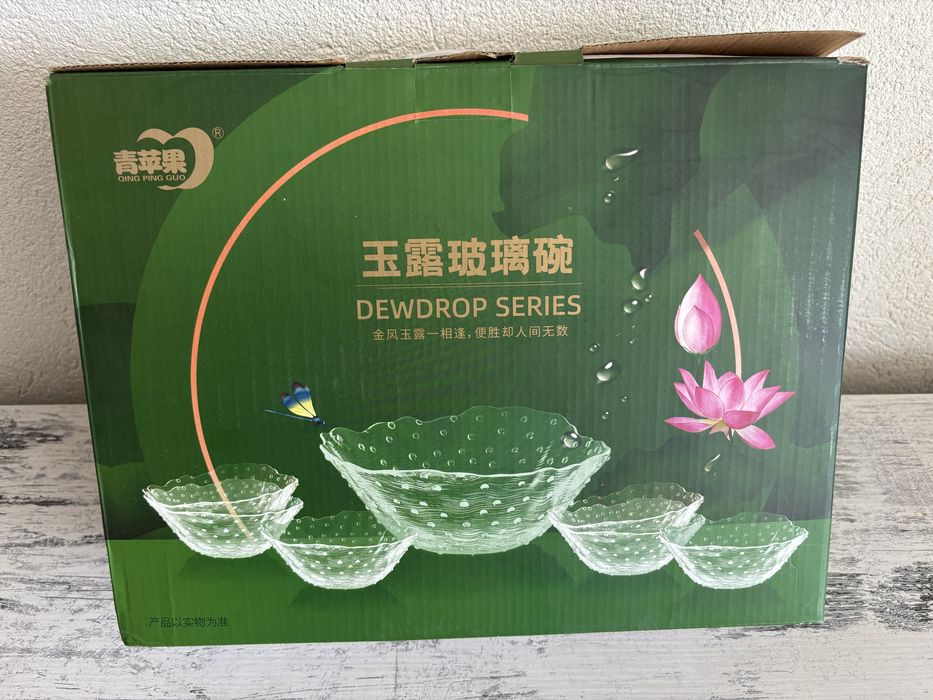 青苹果®
QING PING GUO
玉露玻璃碗
DEWDROP SERIES
金风玉露一相逢，便胜却人间无数
产品以实物为准